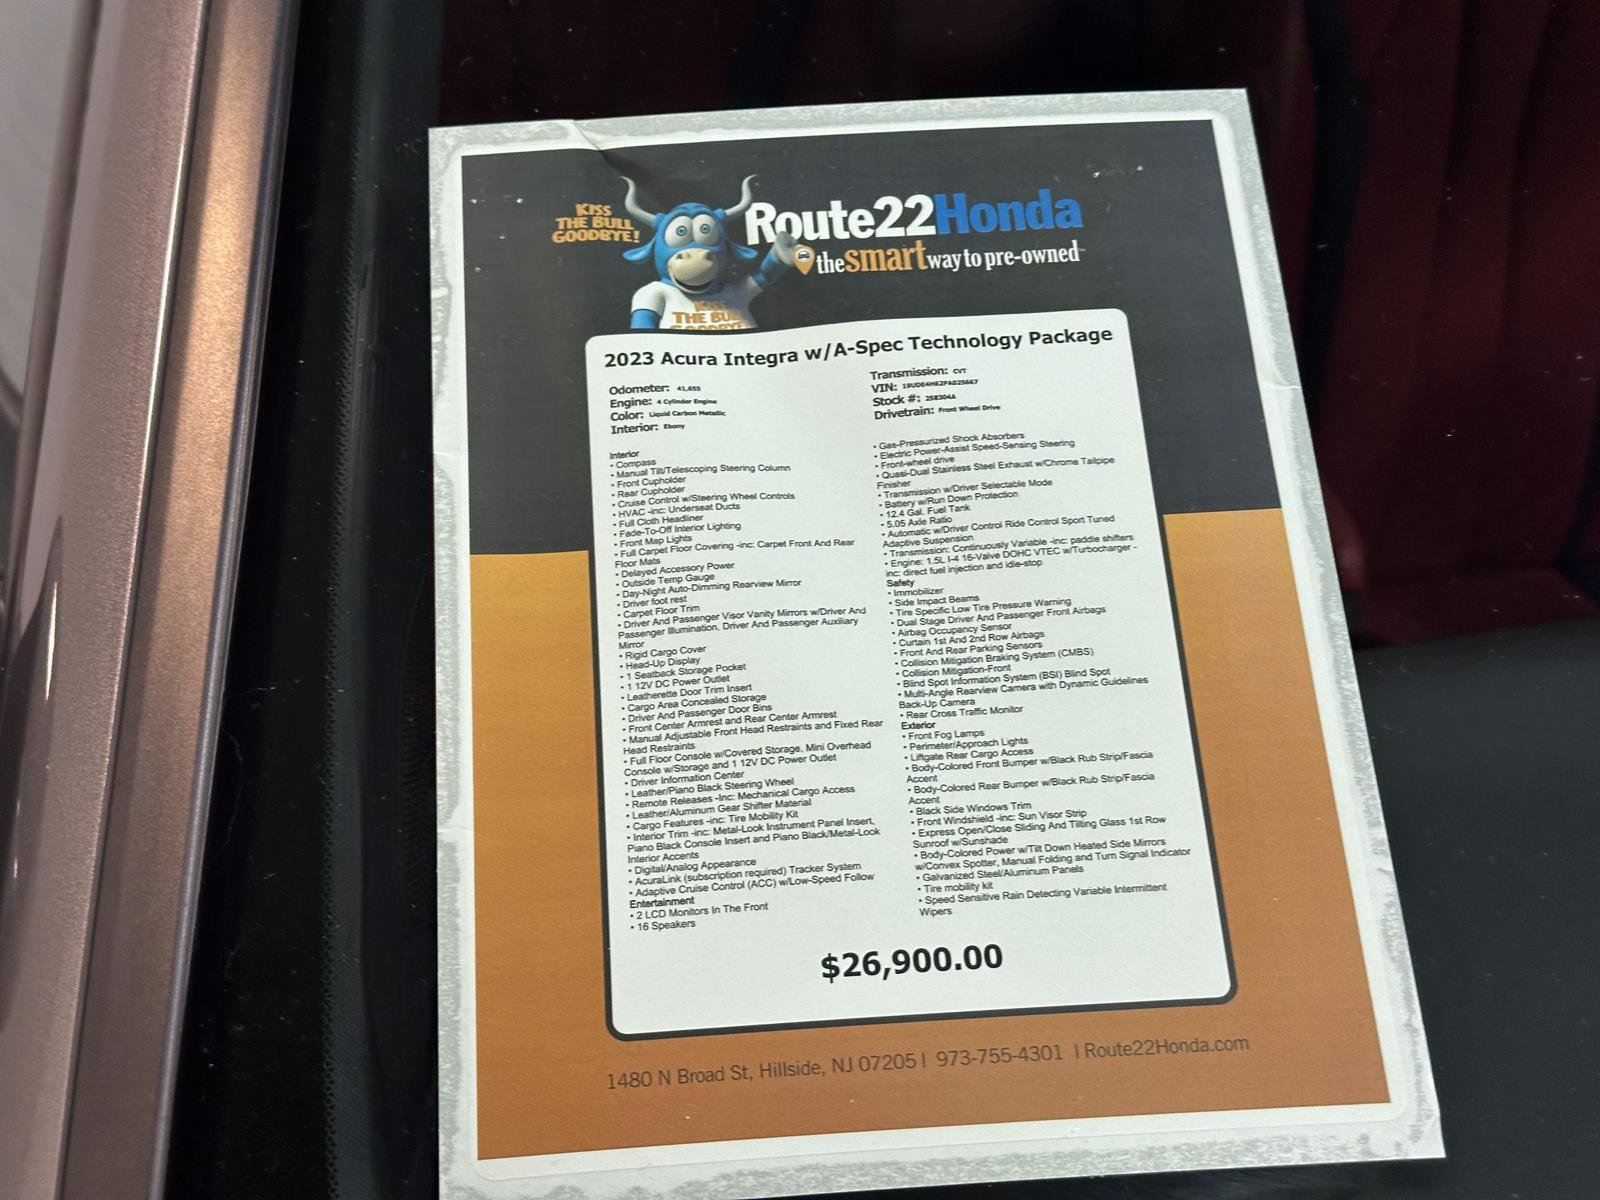 KISS
THE BULL
GOODBYE!
Route22Honda
the smart way to pre-owned
KISS
THE BULL
GOODBYE
2023 Acura Integra w/A-Spec Technology Package
Odometer: 41,655
Engine: 4 Cylinder Engine
Color: Liquid Carbon Metallic
Interior: Ebony
Transmission: CVT
VIN: 19UDE4H62PA025667
Stock #: 258304A
Drivetrain: Front Wheel Drive
Interior
• Compass
• Manual Tilt/Telescoping Steering Column
• Front Cupholder
• Rear Cupholder
• Cruise Control w/Steering Wheel Controls
• HVAC -inc: Underseat Ducts
• Full Cloth Headliner
• Fade-To-Off Interior Lighting
• Front Map Lights
• Full Carpet Floor Covering -inc: Carpet Front And Rear
Floor Mats
• Delayed Accessory Power
• Outside Temp Gauge
• Day-Night Auto-Dimming Rearview Mirror
• Driver foot rest
• Carpet Floor Trim
• Driver And Passenger Visor Vanity Mirrors w/Driver And
Passenger Illumination, Driver And Passenger Auxiliary
Mirror
• Rigid Cargo Cover
• Head-Up Display
• 1 Seatback Storage Pocket
• 1 12V DC Power Outlet
• Leatherette Door Trim Insert
• Cargo Area Concealed Storage
• Driver And Passenger Door Bins
• Front Center Armrest and Rear Center Armrest
• Manual Adjustable Front Head Restraints and Fixed Rear
Head Restraints
• Full Floor Console w/Covered Storage, Mini Overhead
Console w/Storage and 1 12V DC Power Outlet
• Driver Information Center
• Leather/Piano Black Steering Wheel
• Remote Releases -Inc: Mechanical Cargo Access
• Leather/Aluminum Gear Shifter Material
• Cargo Features -inc: Tire Mobility Kit
• Interior Trim -inc: Metal-Look Instrument Panel Insert,
Piano Black Console Insert and Piano Black/Metal-Look
Interior Accents
• Digital/Analog Appearance
• AcuraLink (subscription required) Tracker System
• Adaptive Cruise Control (ACC) w/Low-Speed Follow
Entertainment
• 2 LCD Monitors In The Front
• 16 Speakers
• Gas-Pressurized Shock Absorbers
• Electric Power-Assist Speed-Sensing Steering
• Front-wheel drive
• Quasi-Dual Stainless Steel Exhaust w/Chrome Tailpipe
Finisher
• Transmission w/Driver Selectable Mode
• Battery w/Run Down Protection
• 12.4 Gal. Fuel Tank
• 5.05 Axle Ratio
• Automatic w/Driver Control Ride Control Sport Tuned
Adaptive Suspension
• Transmission: Continuously Variable -inc: paddle shifters
• Engine: 1.5L I-4 16-Valve DOHC VTEC w/Turbocharger -
inc: direct fuel injection and idle-stop
Safety
• Immobilizer
• Side Impact Beams
• Tire Specific Low Tire Pressure Warning
• Dual Stage Driver And Passenger Front Airbags
• Airbag Occupancy Sensor
• Curtain 1st And 2nd Row Airbags
• Front And Rear Parking Sensors
• Collision Mitigation Braking System (CMBS)
• Collision Mitigation-Front
• Blind Spot Information System (BSI) Blind Spot
• Multi-Angle Rearview Camera with Dynamic Guidelines
Back-Up Camera
• Rear Cross Traffic Monitor
Exterior
• Front Fog Lamps
• Perimeter/Approach Lights
• Liftgate Rear Cargo Access
• Body-Colored Front Bumper w/Black Rub Strip/Fascia
Accent
• Body-Colored Rear Bumper w/Black Rub Strip/Fascia
Accent
• Black Side Windows Trim
• Front Windshield -inc: Sun Visor Strip
• Express Open/Close Sliding And Tilting Glass 1st Row
Sunroof w/Sunshade
• Body-Colored Power w/Tilt Down Heated Side Mirrors
w/Convex Spotter, Manual Folding and Turn Signal Indicator
• Galvanized Steel/Aluminum Panels
• Tire mobility kit
• Speed Sensitive Rain Detecting Variable Intermittent
Wipers
$26,900.00
1480 N Broad St, Hillside, NJ 07205 | 973-755-4301 | Route22Honda.com